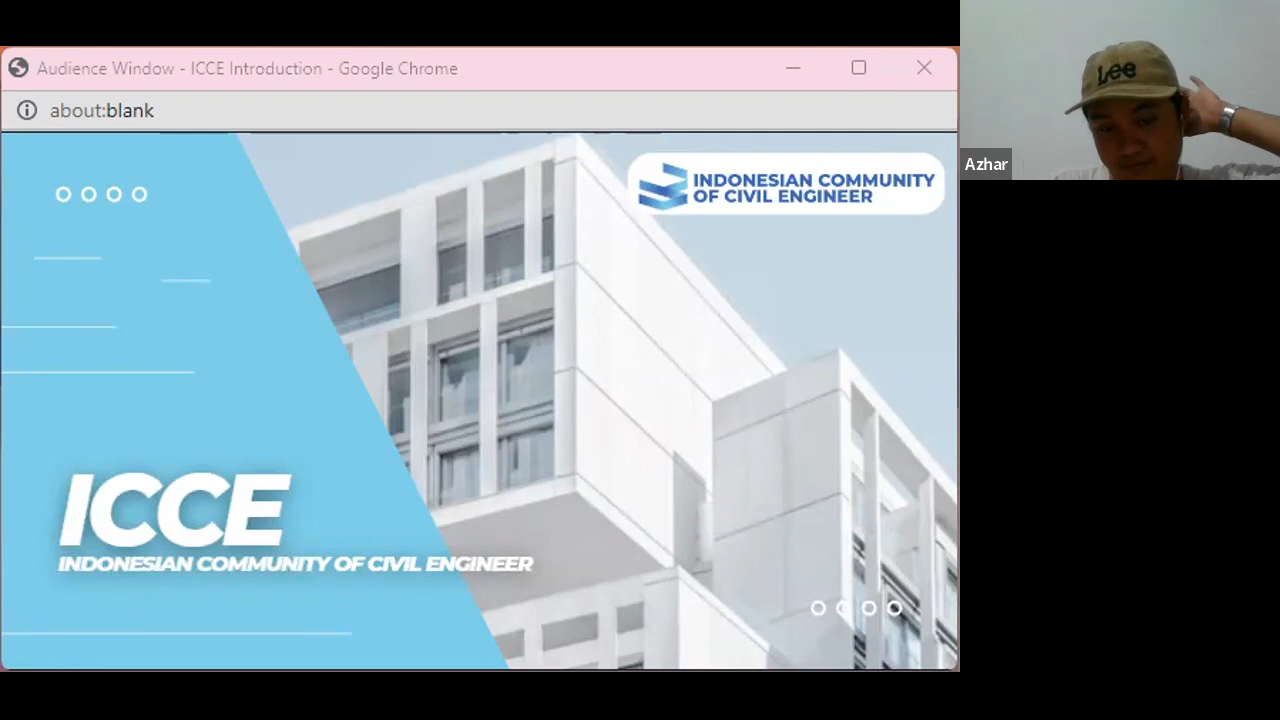 Audience Window - ICCE Introduction - Google Chrome
about:blank
INDONESIAN COMMUNITY
OF CIVIL ENGINEER
ICCE
INDONESIAN COMMUNITY OF CIVIL ENGINEER
Lee
Azhar